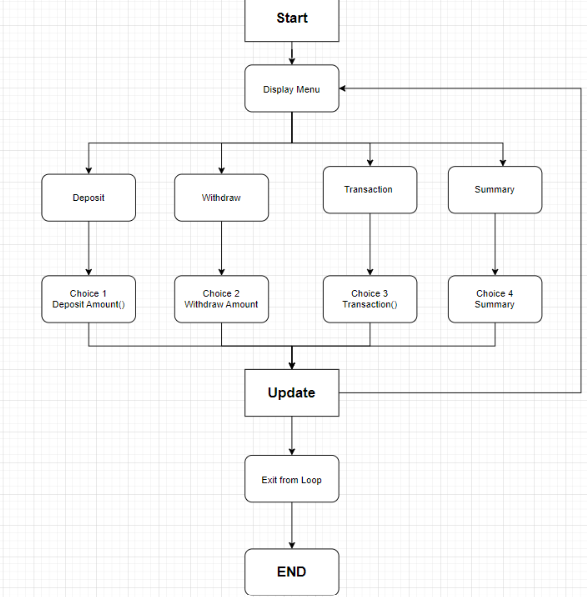 Start
Display Menu
Deposit
Withdraw
Transaction
Summary
Choice 1
Deposit Amount()
Choice 2
Withdraw Amount
Choice 3
Transaction()
Choice 4
Summary
Update
Exit from Loop
END